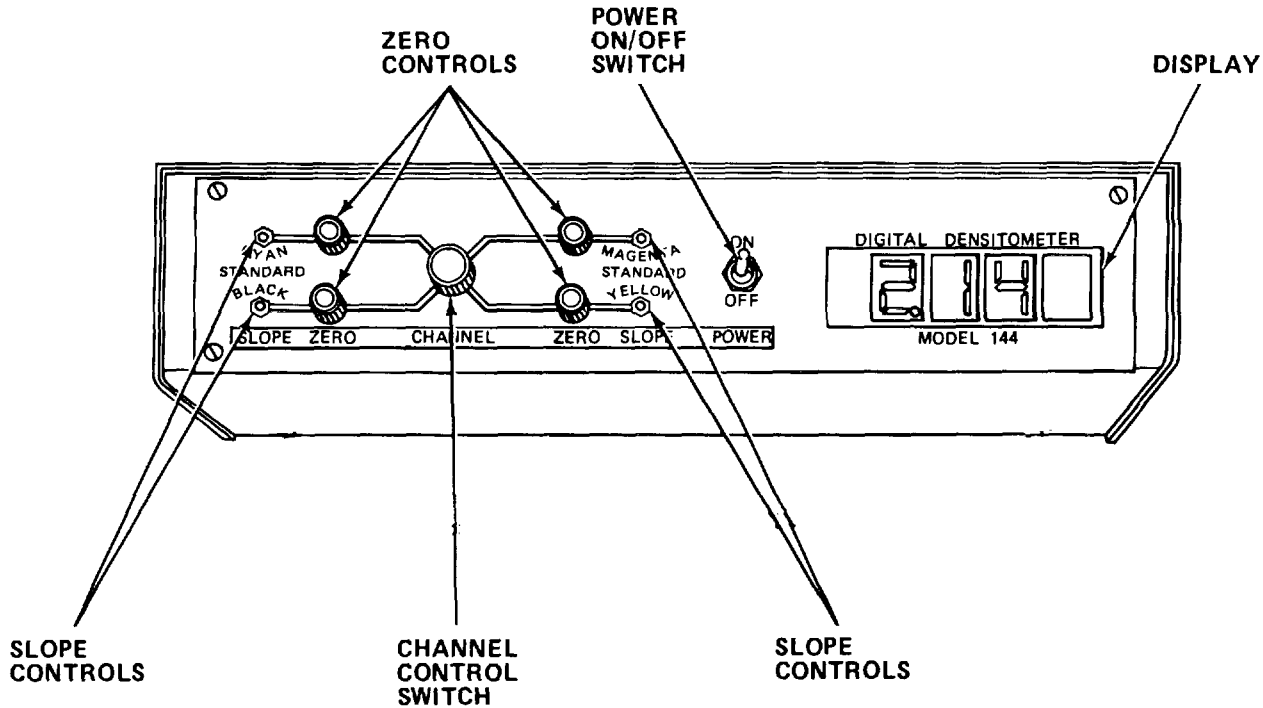 POWER
ON/OFF
SWITCH
ZERO
CONTROLS
DISPLAY
ON
DIGITAL DENSITOMETER
CYAN
STANDARD
BLACK
MAGENTA
STANDARD
YELLOW
2.14
OFF
SLOPE ZERO CHANNEL ZERO SLOPE POWER
MODEL 144
SLOPE
CONTROLS
CHANNEL
CONTROL
SWITCH
SLOPE
CONTROLS